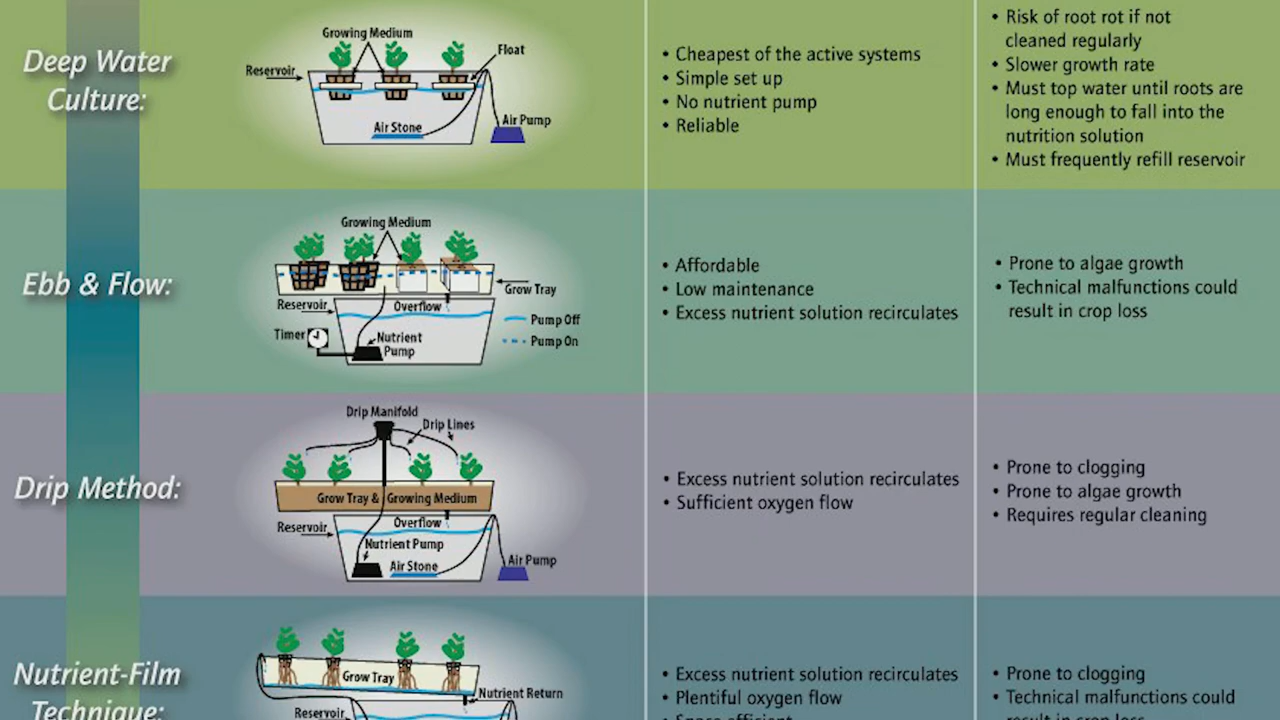 Deep Water
Culture:
Growing Medium
Float
Reservoir
Air Stone
Air Pump
• Cheapest of the active systems
• Simple set up
• No nutrient pump
• Reliable
• Risk of root rot if not
cleaned regularly
• Slower growth rate
• Must top water until roots are
long enough to fall into the
nutrition solution
• Must frequently refill reservoir
Ebb & Flow:
Growing Medium
Grow Tray
Reservoir
Overflow
Pump Off
Timer
Nutrient
Pump
Pump On
• Affordable
• Low maintenance
• Excess nutrient solution recirculates
• Prone to algae growth
• Technical malfunctions could
result in crop loss
Drip Method:
Drip Manifold
Drip Lines
Grow Tray & Growing Medium
Reservoir
Overflow
Nutrient Pump
Air Stone
Air Pump
• Excess nutrient solution recirculates
• Sufficient oxygen flow
• Prone to clogging
• Prone to algae growth
• Requires regular cleaning
Nutrient-Film
Technique:
Grow Tray
Nutrient Return
Reservoir
• Excess nutrient solution recirculates
• Plentiful oxygen flow
• Space efficient
• Prone to clogging
• Technical malfunctions could
result in crop loss